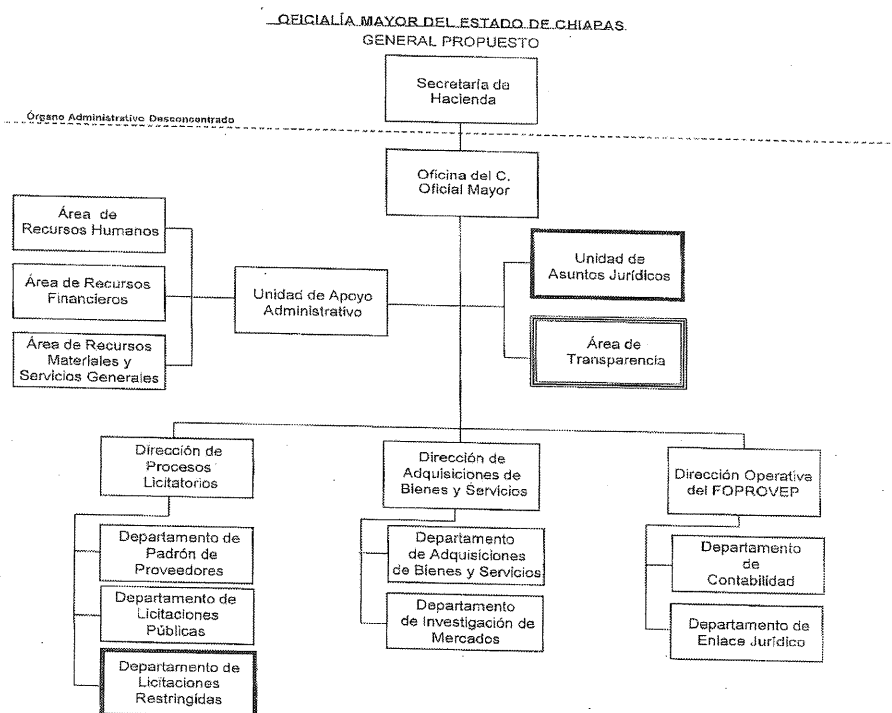 OFICIALÍA MAYOR DEL ESTADO DE CHIAPAS
GENERAL PROPUESTO
Secretaría de
Hacienda
Órgano Administrativo Desconcentrado
Oficina del C.
Oficial Mayor
Área de
Recursos Humanos
Área de Recursos
Financieros
Área de Recursos
Materiales y
Servicios Generales
Unidad de Apoyo
Administrativo
Unidad de
Asuntos Jurídicos
Área de
Transparencia
Dirección de
Procesos
Licitatorios
Departamento de
Padrón de
Proveedores
Departamento de
Licitaciones
Públicas
Departamento de
Licitaciones
Restringidas
Dirección de
Adquisiciones de
Bienes y Servicios
Departamento
de Adquisiciones
de Bienes y Servicios
Departamento
de Investigación de
Mercados
Dirección Operativa
del FOPROVEP
Departamento
de
Contabilidad
Departamento de
Enlace Jurídico